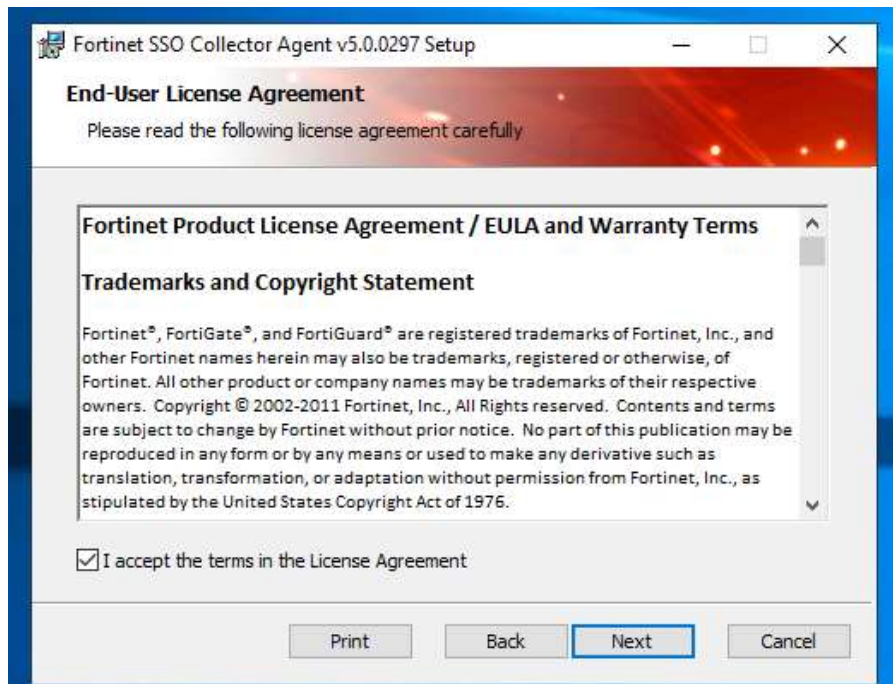 Fortinet SSO Collector Agent v5.0.0297 Setup
End-User License Agreement
Please read the following license agreement carefully
Fortinet Product License Agreement / EULA and Warranty Terms
Trademarks and Copyright Statement
Fortinet®, FortiGate®, and FortiGuard® are registered trademarks of Fortinet, Inc., and
other Fortinet names herein may also be trademarks, registered or otherwise, of
Fortinet. All other product or company names may be trademarks of their respective
owners. Copyright © 2002-2011 Fortinet, Inc., All Rights reserved. Contents and terms
are subject to change by Fortinet without prior notice. No part of this publication may be
reproduced in any form or by any means or used to make any derivative such as
translation, transformation, or adaptation without permission from Fortinet, Inc., as
stipulated by the United States Copyright Act of 1976.
I accept the terms in the License Agreement
Print Back Next Cancel